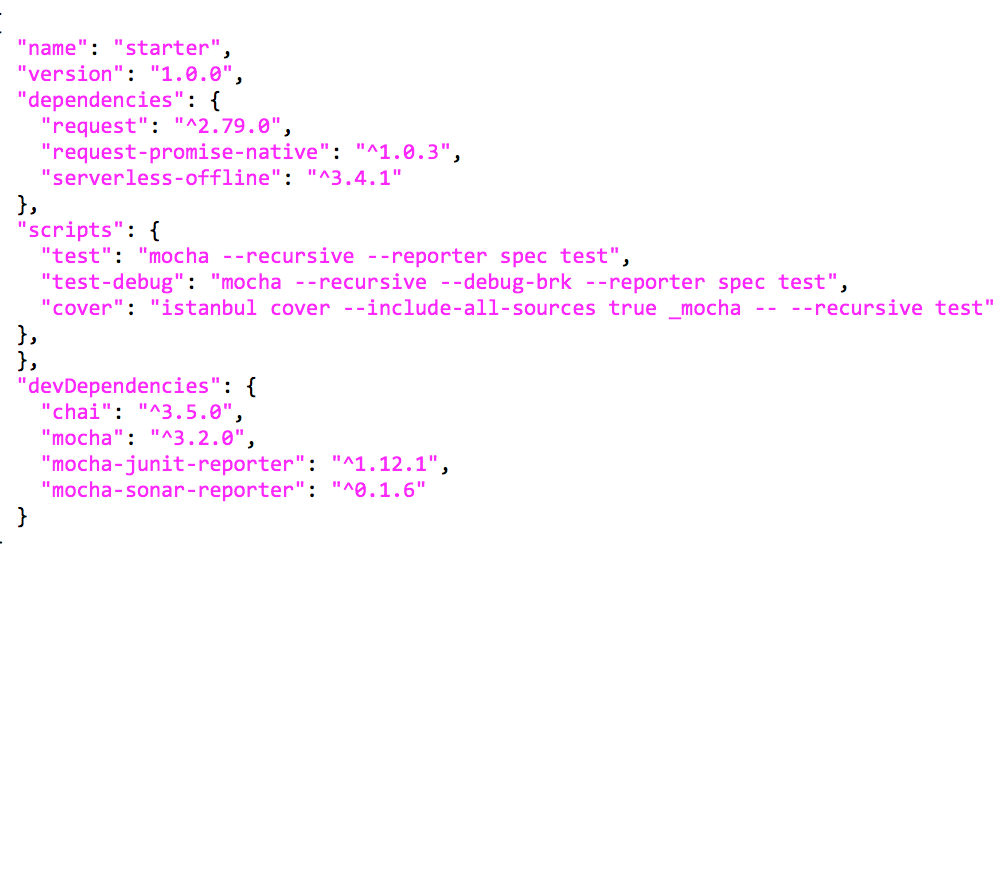 "name": "starter",
"version": "1.0.0",
"dependencies": {
"request": "^2.79.0",
"request-promise-native": "^1.0.3",
"serverless-offline": "^3.4.1"
},
"scripts": {
"test": "mocha --recursive --reporter spec test",
"test-debug": "mocha --recursive --debug-brk --reporter spec test",
"cover": "istanbul cover --include-all-sources true _mocha -- --recursive test"
},
},
"devDependencies": {
"chai": "^3.5.0",
"mocha": "^3.2.0",
"mocha-junit-reporter": "^1.12.1",
"mocha-sonar-reporter": "^0.1.6"
}